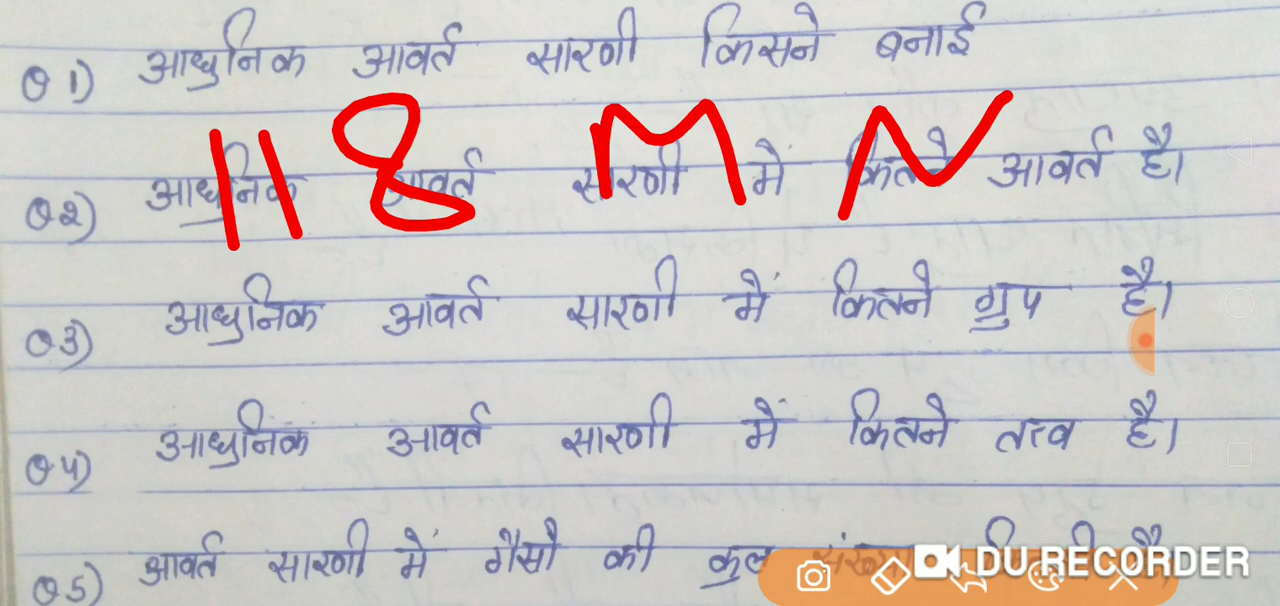 Q1) आधुनिक आवर्त सारणी किसने बनाई
118 M N
Q2) आधुनिक आवर्त सारणी में कितने आवर्त है।
Q3) आधुनिक आवर्त सारणी में कितने ग्रुप है।
Q4) आधुनिक आवर्त सारणी में कितने तत्व है।
Q5) आवर्त सारणी में गैसो की कुल है।
DU RECORDER